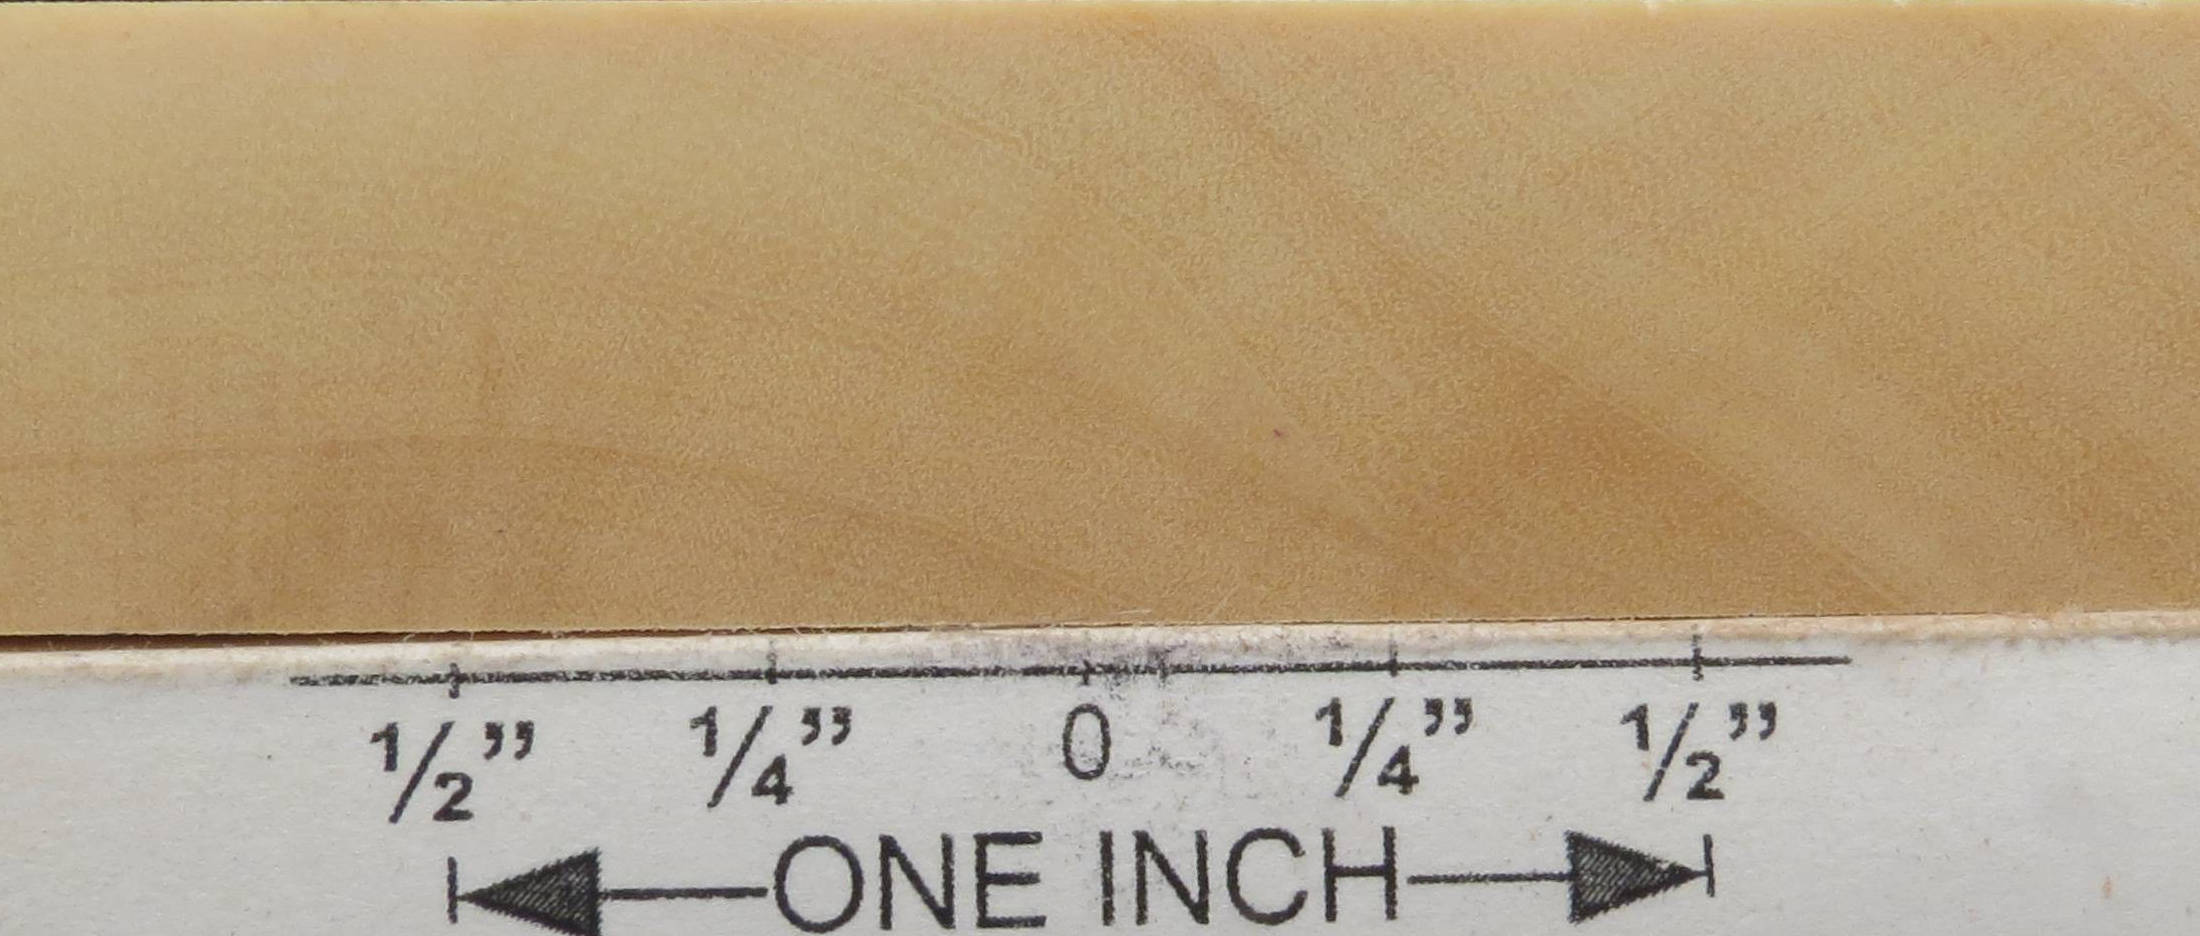 1/2” 1/4” 0 1/4” 1/2”
ONE INCH